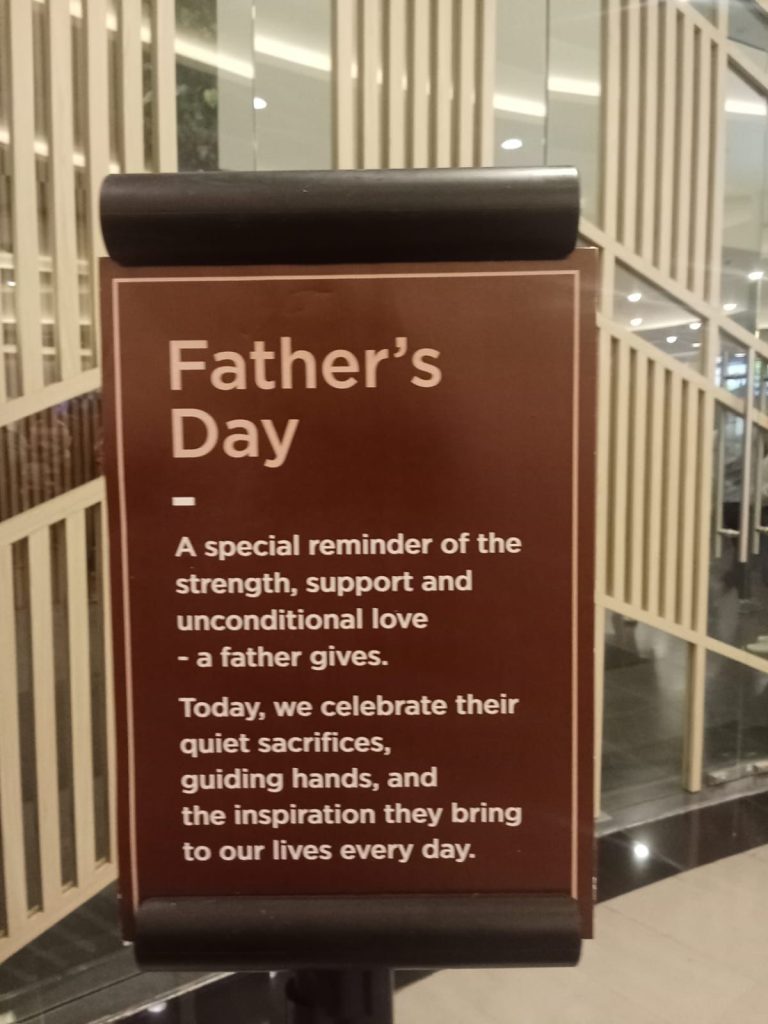 Father’s
Day
A special reminder of the
strength, support and
unconditional love
- a father gives.
Today, we celebrate their
quiet sacrifices,
guiding hands, and
the inspiration they bring
to our lives every day.